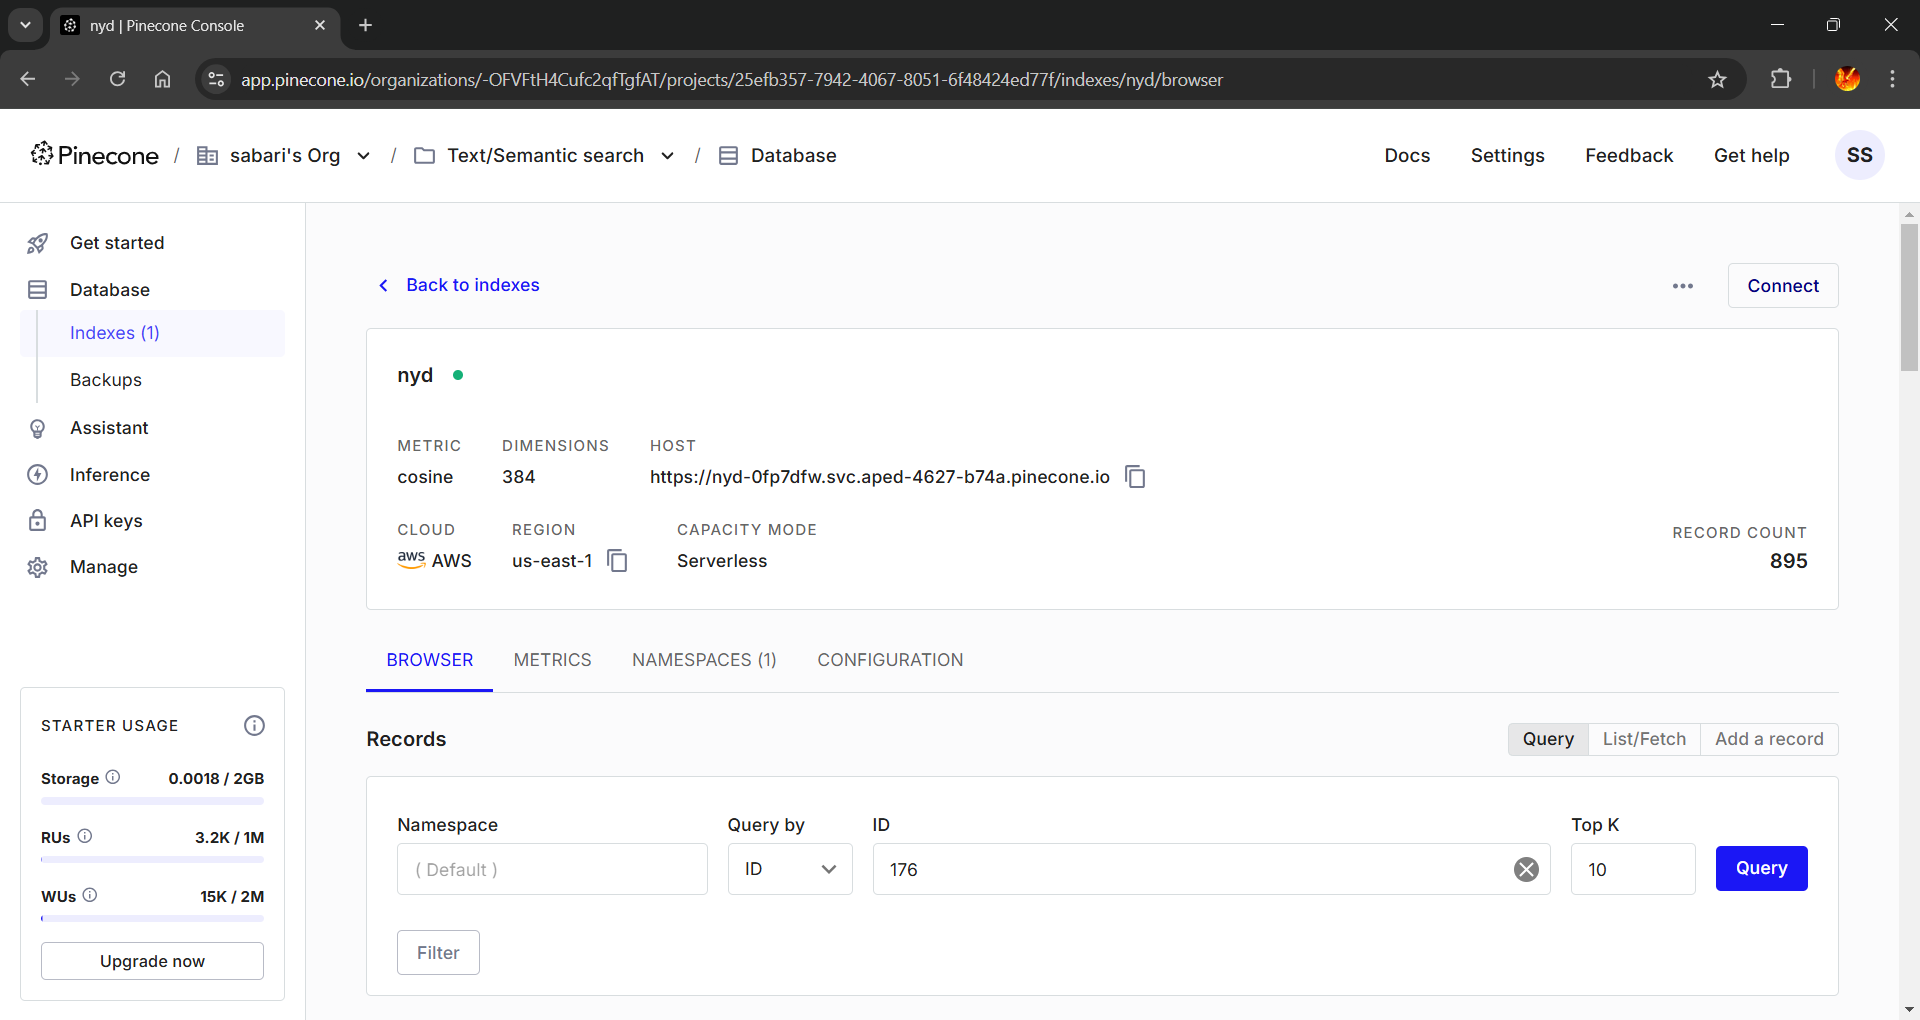 nyd | Pinecone Console
app.pinecone.io/organizations/-OFVFtH4Cufc2qfTgfAT/projects/25efb357-7942-4067-8051-6f48424ed77f/indexes/nyd/browser
Pinecone / sabari's Org / Text/Semantic search / Database
Docs Settings Feedback Get help SS
Get started
Database
Indexes (1)
Backups
Assistant
Inference
API keys
Manage
STARTER USAGE
Storage 0.0018 / 2GB
RUs 3.2K / 1M
WUs 15K / 2M
Upgrade now
Back to indexes
Connect
nyd
METRIC DIMENSIONS HOST
cosine 384 https://nyd-0fp7dfw.svc.aped-4627-b74a.pinecone.io
CLOUD REGION CAPACITY MODE RECORD COUNT
aws AWS us-east-1 Serverless 895
BROWSER METRICS NAMESPACES (1) CONFIGURATION
Records Query List/Fetch Add a record
Namespace Query by ID Top K
( Default ) ID 176 10 Query
Filter